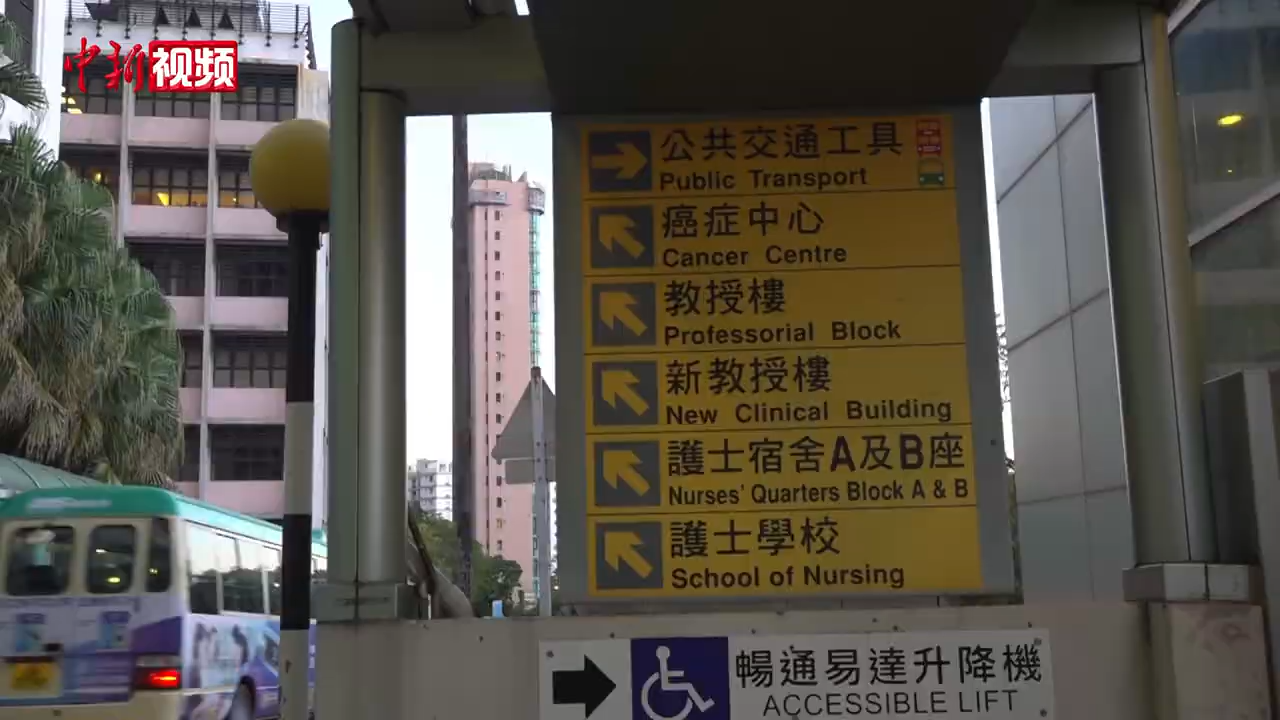 中新视频
公共交通工具
Public Transport
癌症中心
Cancer Centre
教授樓
Professorial Block
新教授樓
New Clinical Building
護士宿舍A及B座
Nurses' Quarters Block A & B
護士學校
School of Nursing
暢通易達升降機
ACCESSIBLE LIFT